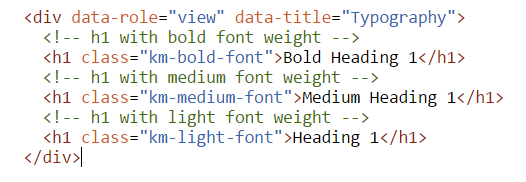 <div data-role="view" data-title="Typography">
<!-- h1 with bold font weight -->
<h1 class="km-bold-font">Bold Heading 1</h1>
<!-- h1 with medium font weight -->
<h1 class="km-medium-font">Medium Heading 1</h1>
<!-- h1 with light font weight -->
<h1 class="km-light-font">Heading 1</h1>
</div>